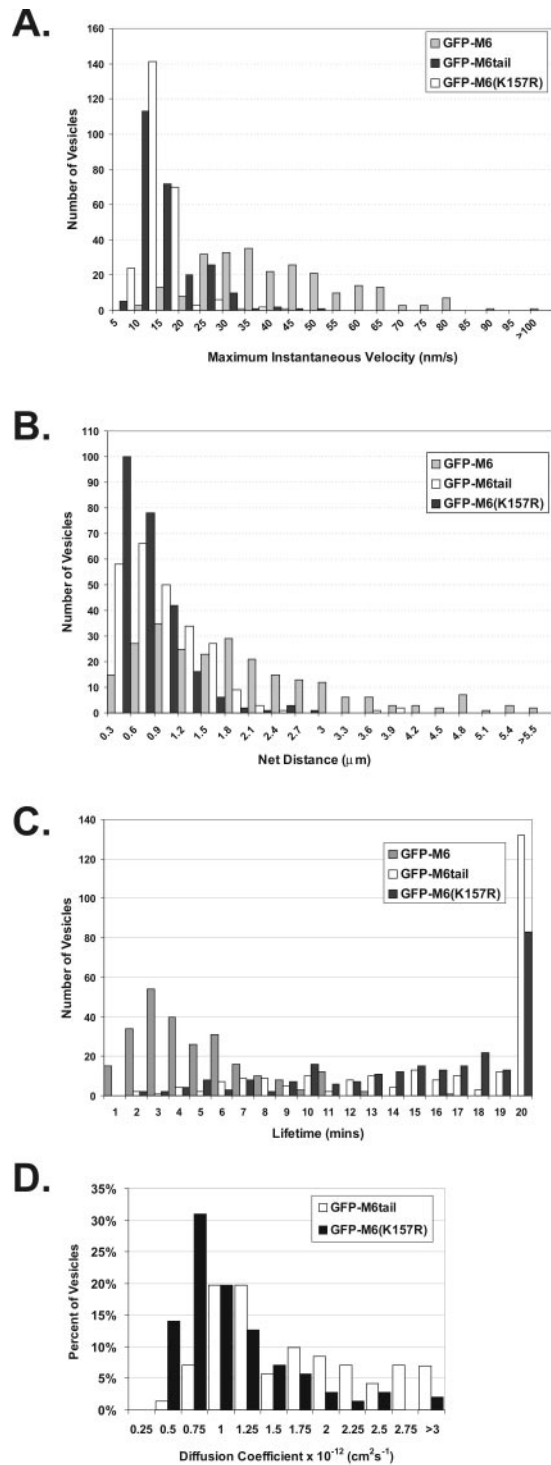 A.
160
140
120
100
80
60
40
20
0
Number of Vesicles
GFP-M6
GFP-M6tail
GFP-M6(K157R)
5 10 15 20 25 30 35 40 45 50 55 60 65 70 75 80 85 90 95 >100
Maximum Instantaneous Velocity (nm/s)
B.
110
100
90
80
70
60
50
40
30
20
10
0
Number of Vesicles
GFP-M6
GFP-M6tail
GFP-M6(K157R)
0.3 0.6 0.9 1.2 1.5 1.8 2.1 2.4 2.7 3 3.3 3.6 3.9 4.2 4.5 4.8 5.1 5.4 >5.5
Net Distance (μm)
C.
140
120
100
80
60
40
20
0
Number of Vesicles
GFP-M6
GFP-M6tail
GFP-M6(K157R)
1 2 3 4 5 6 7 8 9 10 11 12 13 14 15 16 17 18 19 20
Lifetime (mins)
D.
35%
30%
25%
20%
15%
10%
5%
0%
Percent of Vesicles
GFP-M6tail
GFP-M6(K157R)
0.25 0.5 0.75 1 1.25 1.5 1.75 2 2.25 2.5 2.75 >3
Diffusion Coefficient x 10⁻¹² (cm²s⁻¹)